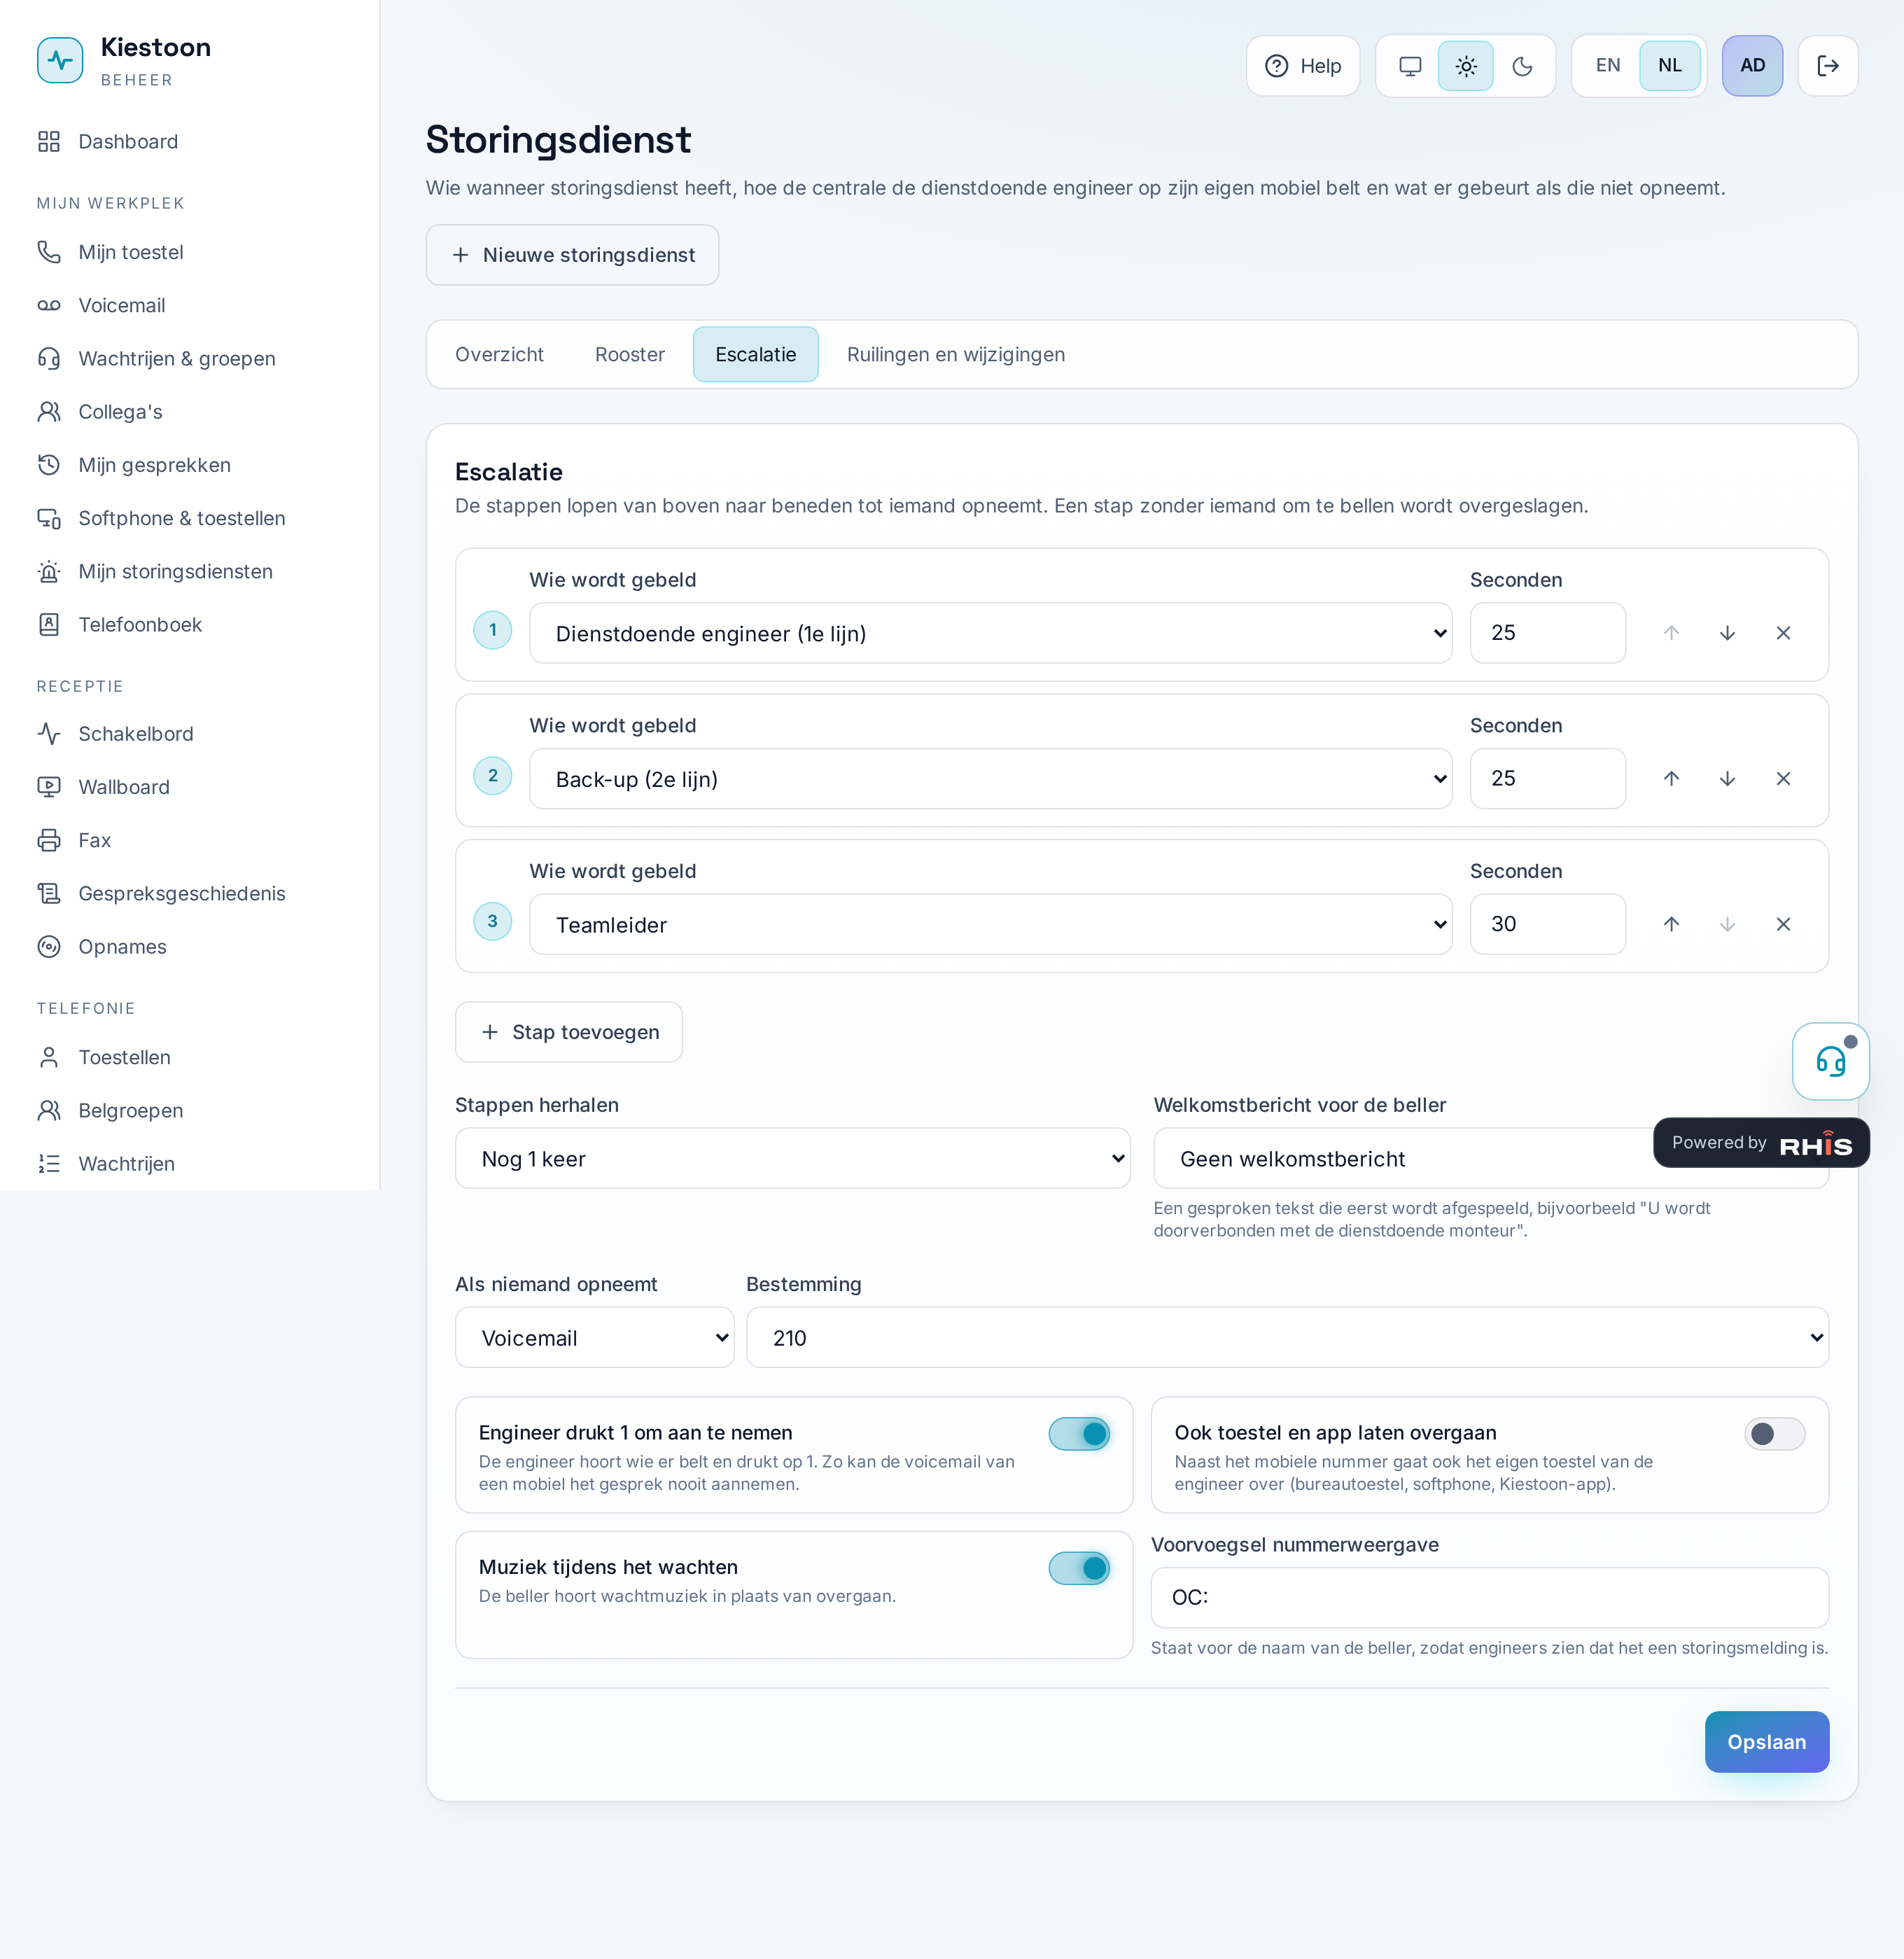 Kiestoon
BEHEER
Dashboard
MIJN WERKPLEK
Mijn toestel
Voicemail
Wachtrijen & groepen
Collega's
Mijn gesprekken
Softphone & toestellen
Mijn storingsdiensten
Telefoonboek
RECEPTIE
Schakelbord
Wallboard
Fax
Gespreksgeschiedenis
Opnames
TELEFONIE
Toestellen
Belgroepen
Wachtrijen
Help
EN NL
AD
Storingsdienst
Wie wanneer storingsdienst heeft, hoe de centrale de dienstdoende engineer op zijn eigen mobiel belt en wat er gebeurt als die niet opneemt.
Nieuwe storingsdienst
Overzicht Rooster Escalatie Ruilingen en wijzigingen
Escalatie
De stappen lopen van boven naar beneden tot iemand opneemt. Een stap zonder iemand om te bellen wordt overgeslagen.
Wie wordt gebeld Seconden
1 Dienstdoende engineer (1e lijn) 25
Wie wordt gebeld Seconden
2 Back-up (2e lijn) 25
Wie wordt gebeld Seconden
3 Teamleider 30
Stap toevoegen
Stappen herhalen
Nog 1 keer
Welkomstbericht voor de beller
Geen welkomstbericht
Een gesproken tekst die eerst wordt afgespeeld, bijvoorbeeld "U wordt
doorverbonden met de dienstdoende monteur".
Powered by RHIS
Als niemand opneemt Bestemming
Voicemail 210
Engineer drukt 1 om aan te nemen
De engineer hoort wie er belt en drukt op 1. Zo kan de voicemail van
een mobiel het gesprek nooit aannemen.
Ook toestel en app laten overgaan
Naast het mobiele nummer gaat ook het eigen toestel van de
engineer over (bureautoestel, softphone, Kiestoon-app).
Muziek tijdens het wachten
De beller hoort wachtmuziek in plaats van overgaan.
Voorvoegsel nummerweergave
OC:
Staat voor de naam van de beller, zodat engineers zien dat het een storingsmelding is.
Opslaan